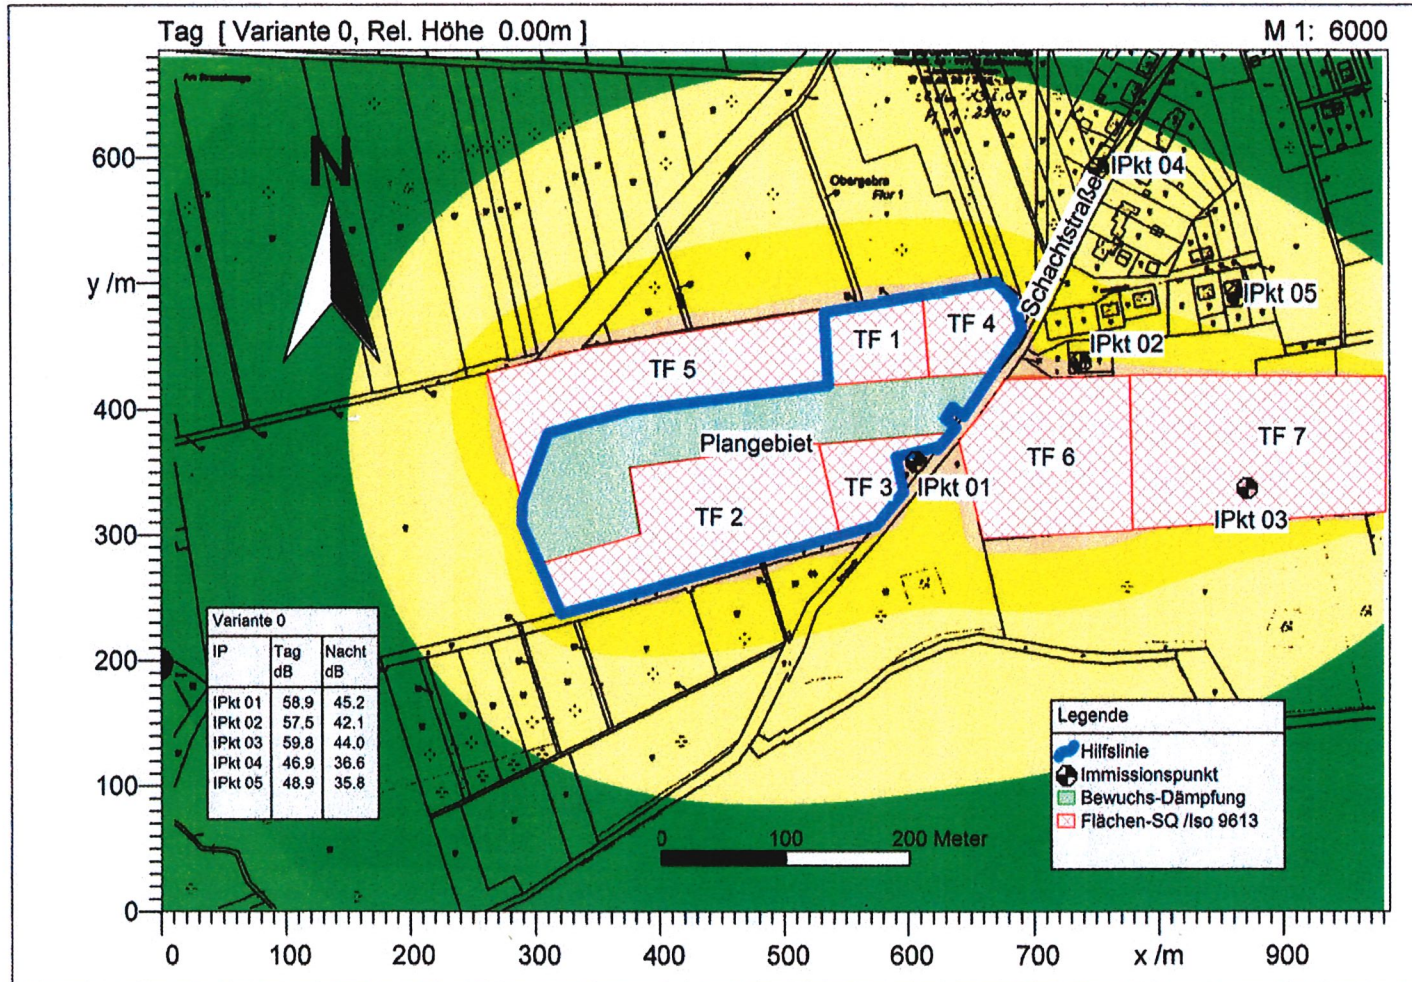 Tag [ Variante 0, Rel. Höhe 0.00m ]
M 1: 6000
N
Obergebra
Flur 1
Schachtstraße
IPkt 04
IPkt 05
IPkt 02
TF 1
TF 4
TF 5
Plangebiet
TF 6
TF 7
TF 3
IPkt 01
TF 2
IPkt 03
y /m
600
400
300
200
100
0
Variante 0
IP Tag dB Nacht dB
IPkt 01 58.9 45.2
IPkt 02 57.5 42.1
IPkt 03 59.8 44.0
IPkt 04 46.9 36.6
IPkt 05 48.9 35.8
0 100 200 Meter
Legende
Hilfslinie
Immissionspunkt
Bewuchs-Dämpfung
Flächen-SQ /Iso 9613
0 100 200 300 400 500 600 700 x /m 900